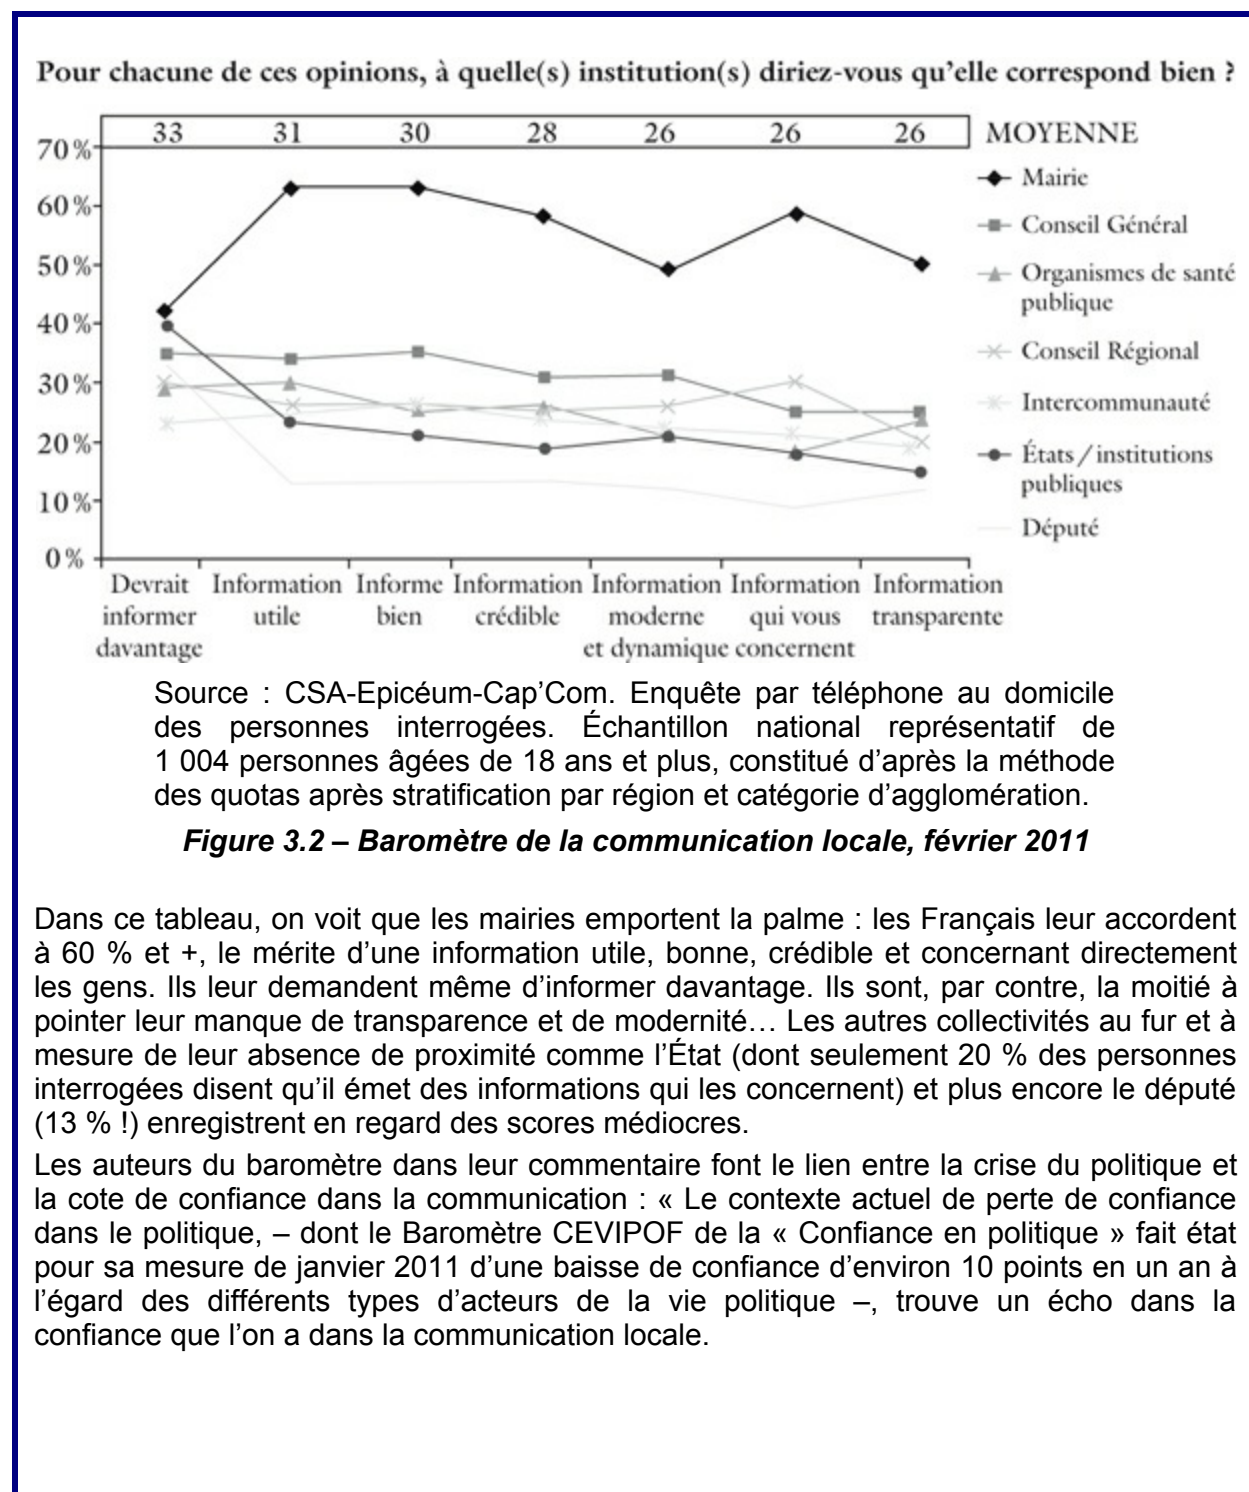 Pour chacune de ces opinions, à quelle(s) institution(s) diriez-vous qu’elle correspond bien ?
33 31 30 28 26 26 26 MOYENNE
70 %
60 %
50 %
40 %
30 %
20 %
10 %
0 %
Mairie
Conseil Général
Organismes de santé
publique
Conseil Régional
Intercommunauté
États / institutions
publiques
Député
Devrait
informer
davantage
Information
utile
Informe
bien
Information
crédible
Information
moderne
et dynamique
Information
qui vous
concernent
Information
transparente
Source : CSA-Epicéum-Cap’Com. Enquête par téléphone au domicile
des personnes interrogées. Échantillon national représentatif de
1 004 personnes âgées de 18 ans et plus, constitué d’après la méthode
des quotas après stratification par région et catégorie d’agglomération.
Figure 3.2 – Baromètre de la communication locale, février 2011
Dans ce tableau, on voit que les mairies emportent la palme : les Français leur accordent
à 60 % et +, le mérite d’une information utile, bonne, crédible et concernant directement
les gens. Ils leur demandent même d’informer davantage. Ils sont, par contre, la moitié à
pointer leur manque de transparence et de modernité… Les autres collectivités au fur et à
mesure de leur absence de proximité comme l’État (dont seulement 20 % des personnes
interrogées disent qu’il émet des informations qui les concernent) et plus encore le député
(13 % !) enregistrent en regard des scores médiocres.
Les auteurs du baromètre dans leur commentaire font le lien entre la crise du politique et
la cote de confiance dans la communication : « Le contexte actuel de perte de confiance
dans le politique, – dont le Baromètre CEVIPOF de la « Confiance en politique » fait état
pour sa mesure de janvier 2011 d’une baisse de confiance d’environ 10 points en un an à
l’égard des différents types d’acteurs de la vie politique –, trouve un écho dans la
confiance que l’on a dans la communication locale.